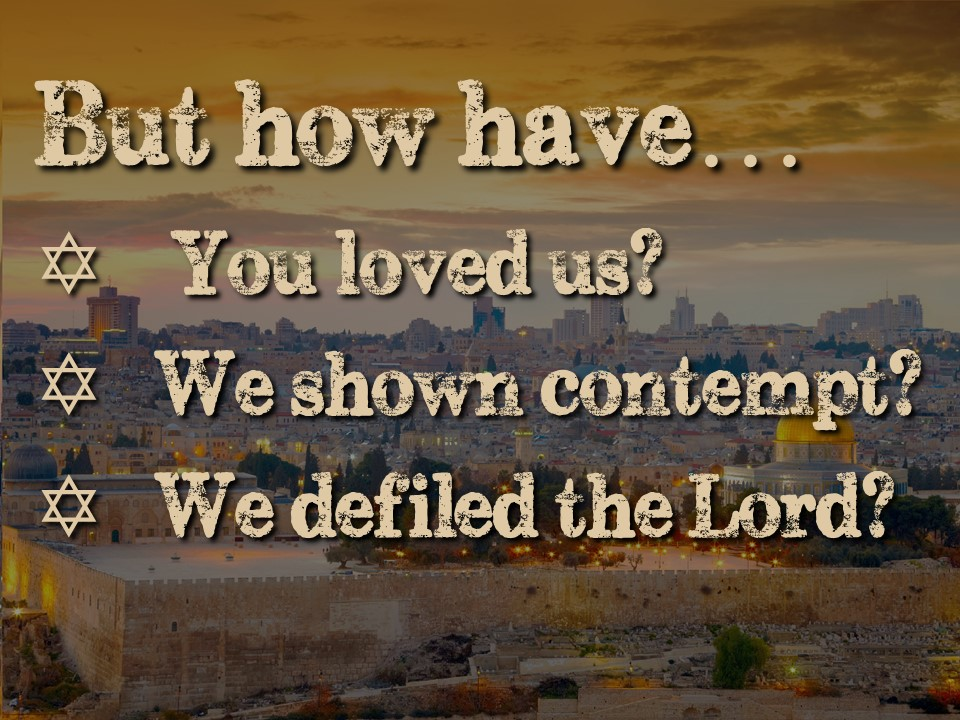 But how have...
✡ You loved us?
✡ We shown contempt?
✡ We defiled the Lord?